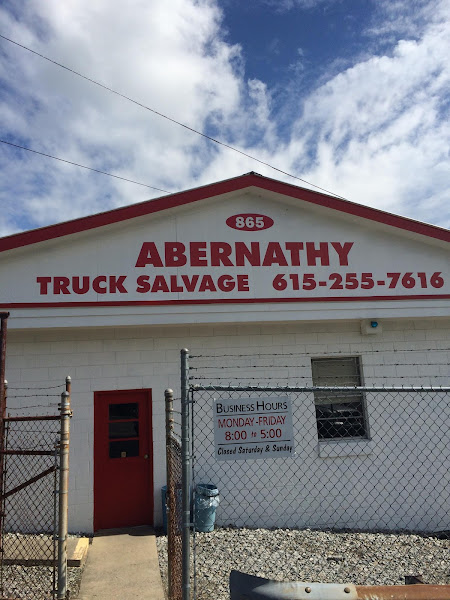 865
ABERNATHY
TRUCK SALVAGE 615-255-7616
BUSINESS HOURS
MONDAY-FRIDAY
8:00 to 5:00
Closed Saturday & Sunday